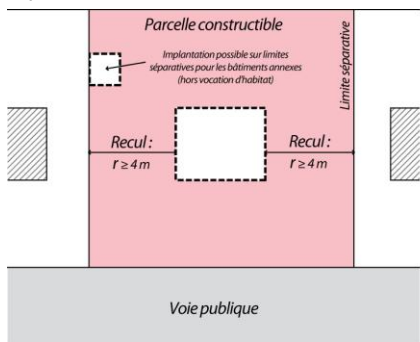 Parcelle constructible
Implantation possible sur limites
séparatives pour les bâtiments annexes
(hors vocation d'habitat)
Limite séparative
Recul :
r ≥ 4 m
Recul :
r ≥ 4 m
Voie publique